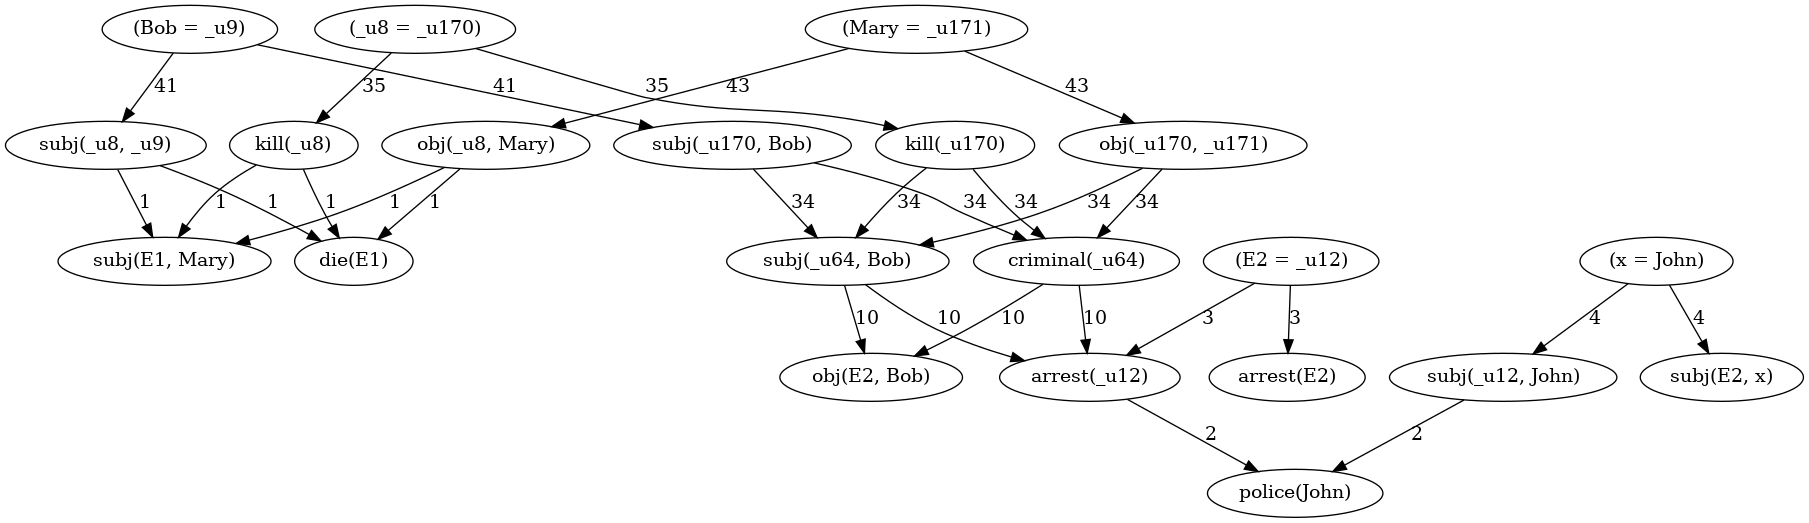 (Bob = _u9)
(_u8 = _u170)
(Mary = _u171)
41
35
41
35
43
43
subj(_u8, _u9)
kill(_u8)
obj(_u8, Mary)
subj(_u170, Bob)
kill(_u170)
obj(_u170, _u171)
1
1
1
1
1
1
34
34
34
34
34
34
subj(E1, Mary)
die(E1)
subj(_u64, Bob)
criminal(_u64)
(E2 = _u12)
(x = John)
10
10
10
10
3
3
4
4
obj(E2, Bob)
arrest(_u12)
arrest(E2)
subj(_u12, John)
subj(E2, x)
2
2
police(John)